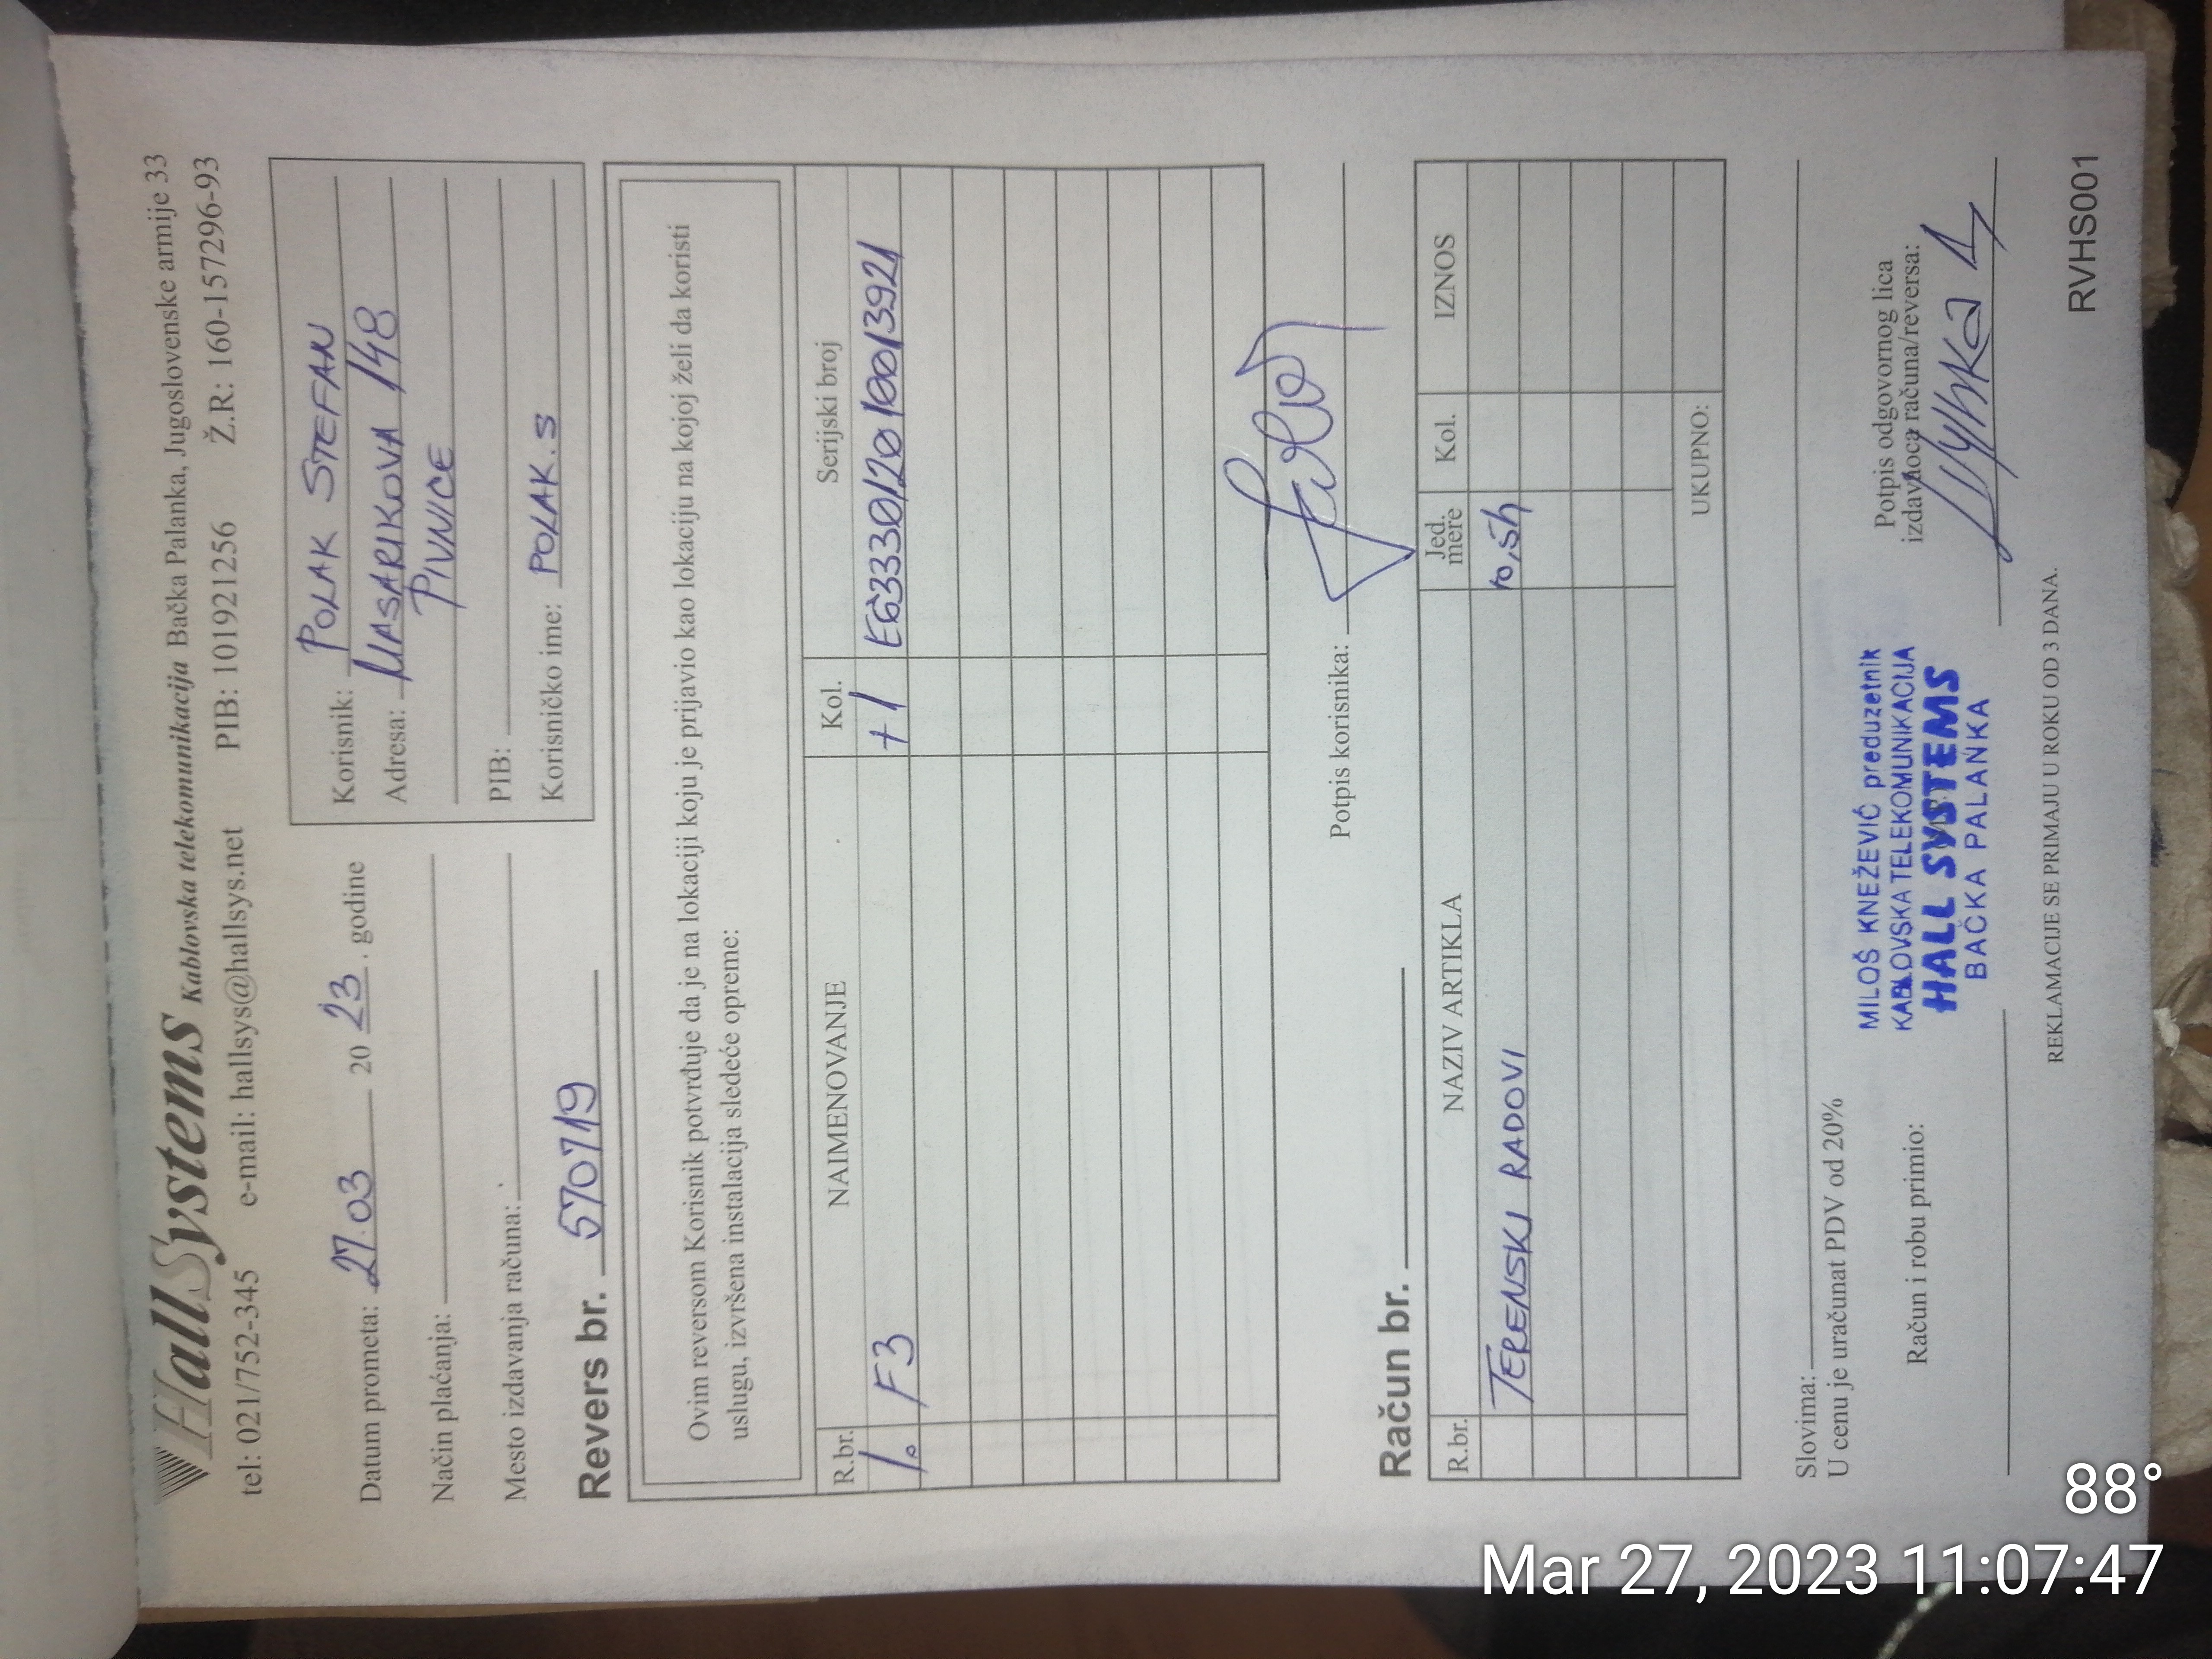 HallSystems Kablovska telekomunikacija Bačka Palanka, Jugoslovenske armije 33
tel: 021/752-345 e-mail: hallsys@hallsys.net PIB: 101921256 Ž.R: 160-157296-93
Datum prometa: 27.03 2023. godine
Način plaćanja:
Mesto izdavanja računa:
Korisnik: POLAK STEFAN
Adresa: MASARIKOVA 148
PIVNICE
PIB:
Korisničko ime: POLAK.S
Revers br. 570719
Ovim reversom Korisnik potvrđuje da je na lokaciji koju je prijavio kao lokaciju na kojoj želi da koristi
uslugu, izvršena instalacija sledeće opreme:
R.br. NAIMENOVANJE Kol. Serijski broj
1. F3 +1 E6333012010013921
Potpis korisnika:
Račun br.
R.br. NAZIV ARTIKLA Jed. mere Kol. IZNOS
TERENSKI RADOVI 0,5h
UKUPNO:
Slovima:
U cenu je uračunat PDV od 20%
Račun i robu primio:
MILOŠ KNEŽEVIĆ preduzetnik
KABLOVSKA TELEKOMUNIKACIJA
HALL SYSTEMS
BAČKA PALANKA
Potpis odgovornog lica
izdavaoca računa/reversa:
REKLAMACIJE SE PRIMAJU U ROKU OD 3 DANA.
RVHS001
88°
Mar 27, 2023 11:07:47